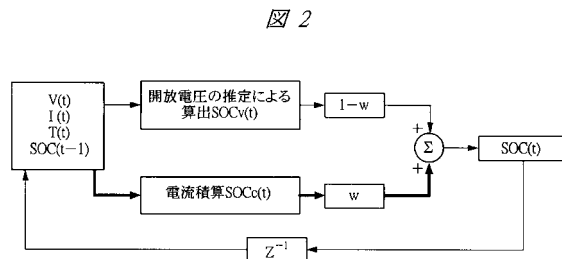 図 2
V(t)
I(t)
T(t)
SOC(t−1)
開放電圧の推定による
算出SOCv(t)
1−w
+
Σ
+
SOC(t)
電流積算SOCc(t)
w
Z⁻¹